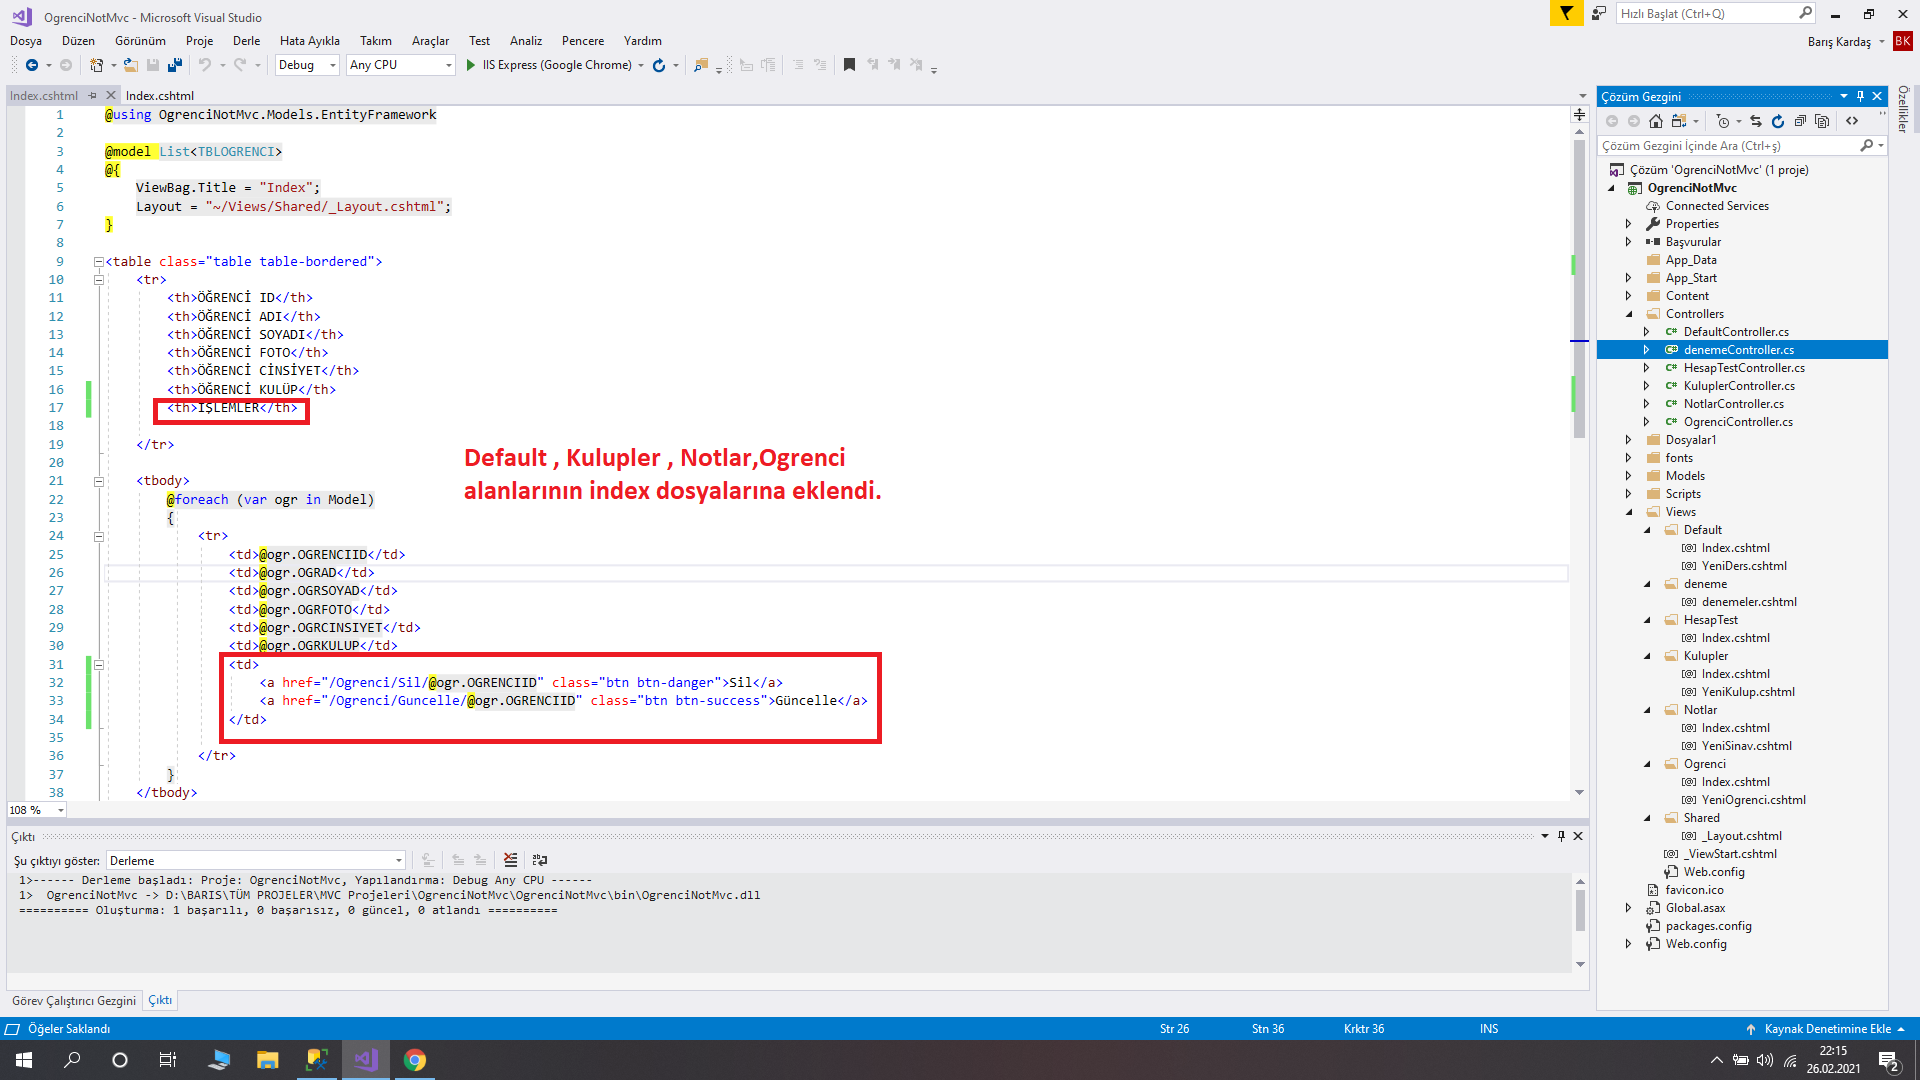 OgrenciNotMvc - Microsoft Visual Studio
Hızlı Başlat (Ctrl+Q)
Dosya Düzen Görünüm Proje Derle Hata Ayıkla Takım Araçlar Test Analiz Pencere Yardım
Barış Kardaş BK
Debug Any CPU IIS Express (Google Chrome)
Index.cshtml Index.cshtml
1 @using OgrenciNotMvc.Models.EntityFramework
2
3 @model List<TBLOGRENCI>
4 @{
5 ViewBag.Title = "Index";
6 Layout = "~/Views/Shared/_Layout.cshtml";
7 }
8
9 <table class="table table-bordered">
10 <tr>
11 <th>ÖĞRENCİ ID</th>
12 <th>ÖĞRENCİ ADI</th>
13 <th>ÖĞRENCİ SOYADI</th>
14 <th>ÖĞRENCİ FOTO</th>
15 <th>ÖĞRENCİ CİNSİYET</th>
16 <th>ÖĞRENCİ KULÜP</th>
17 <th>İŞLEMLER</th>
18
19 </tr>
20
21 <tbody>
22 @foreach (var ogr in Model)
23 {
24 <tr>
25 <td>@ogr.OGRENCIID</td>
26 <td>@ogr.OGRAD</td>
27 <td>@ogr.OGRSOYAD</td>
28 <td>@ogr.OGRFOTO</td>
29 <td>@ogr.OGRCINSIYET</td>
30 <td>@ogr.OGRKULUP</td>
31 <td>
32 <a href="/Ogrenci/Sil/@ogr.OGRENCIID" class="btn btn-danger">Sil</a>
33 <a href="/Ogrenci/Guncelle/@ogr.OGRENCIID" class="btn btn-success">Güncelle</a>
34 </td>
35
36 </tr>
37 }
38 </tbody>
Default , Kulupler , Notlar,Ogrenci
alanlarının index dosyalarına eklendi.
108 %
Çıktı
Şu çıktıyı göster: Derleme
1>------ Derleme başladı: Proje: OgrenciNotMvc, Yapılandırma: Debug Any CPU ------
1> OgrenciNotMvc -> D:\BARIS\TÜM PROJELER\MVC Projeleri\OgrenciNotMvc\OgrenciNotMvc\bin\OgrenciNotMvc.dll
========== Oluşturma: 1 başarılı, 0 başarısız, 0 güncel, 0 atlandı ==========
Görev Çalıştırıcı Gezgini Çıktı
Çözüm Gezgini
Özellikler
Çözüm Gezgini İçinde Ara (Ctrl+ş)
Çözüm 'OgrenciNotMvc' (1 proje)
OgrenciNotMvc
Connected Services
Properties
Başvurular
App_Data
App_Start
Content
Controllers
C# DefaultController.cs
C# denemeController.cs
C# HesapTestController.cs
C# KuluplerController.cs
C# NotlarController.cs
C# OgrenciController.cs
Dosyalar1
fonts
Models
Scripts
Views
Default
[@] Index.cshtml
[@] YeniDers.cshtml
deneme
[@] denemeler.cshtml
HesapTest
[@] Index.cshtml
Kulupler
[@] Index.cshtml
[@] YeniKulup.cshtml
Notlar
[@] Index.cshtml
[@] YeniSinav.cshtml
Ogrenci
[@] Index.cshtml
[@] YeniOgrenci.cshtml
Shared
[@] _Layout.cshtml
[@] _ViewStart.cshtml
Web.config
favicon.ico
Global.asax
packages.config
Web.config
Öğeler Saklandı Str 26 Stn 36 Krktr 36 INS Kaynak Denetimine Ekle
22:15
26.02.2021
2